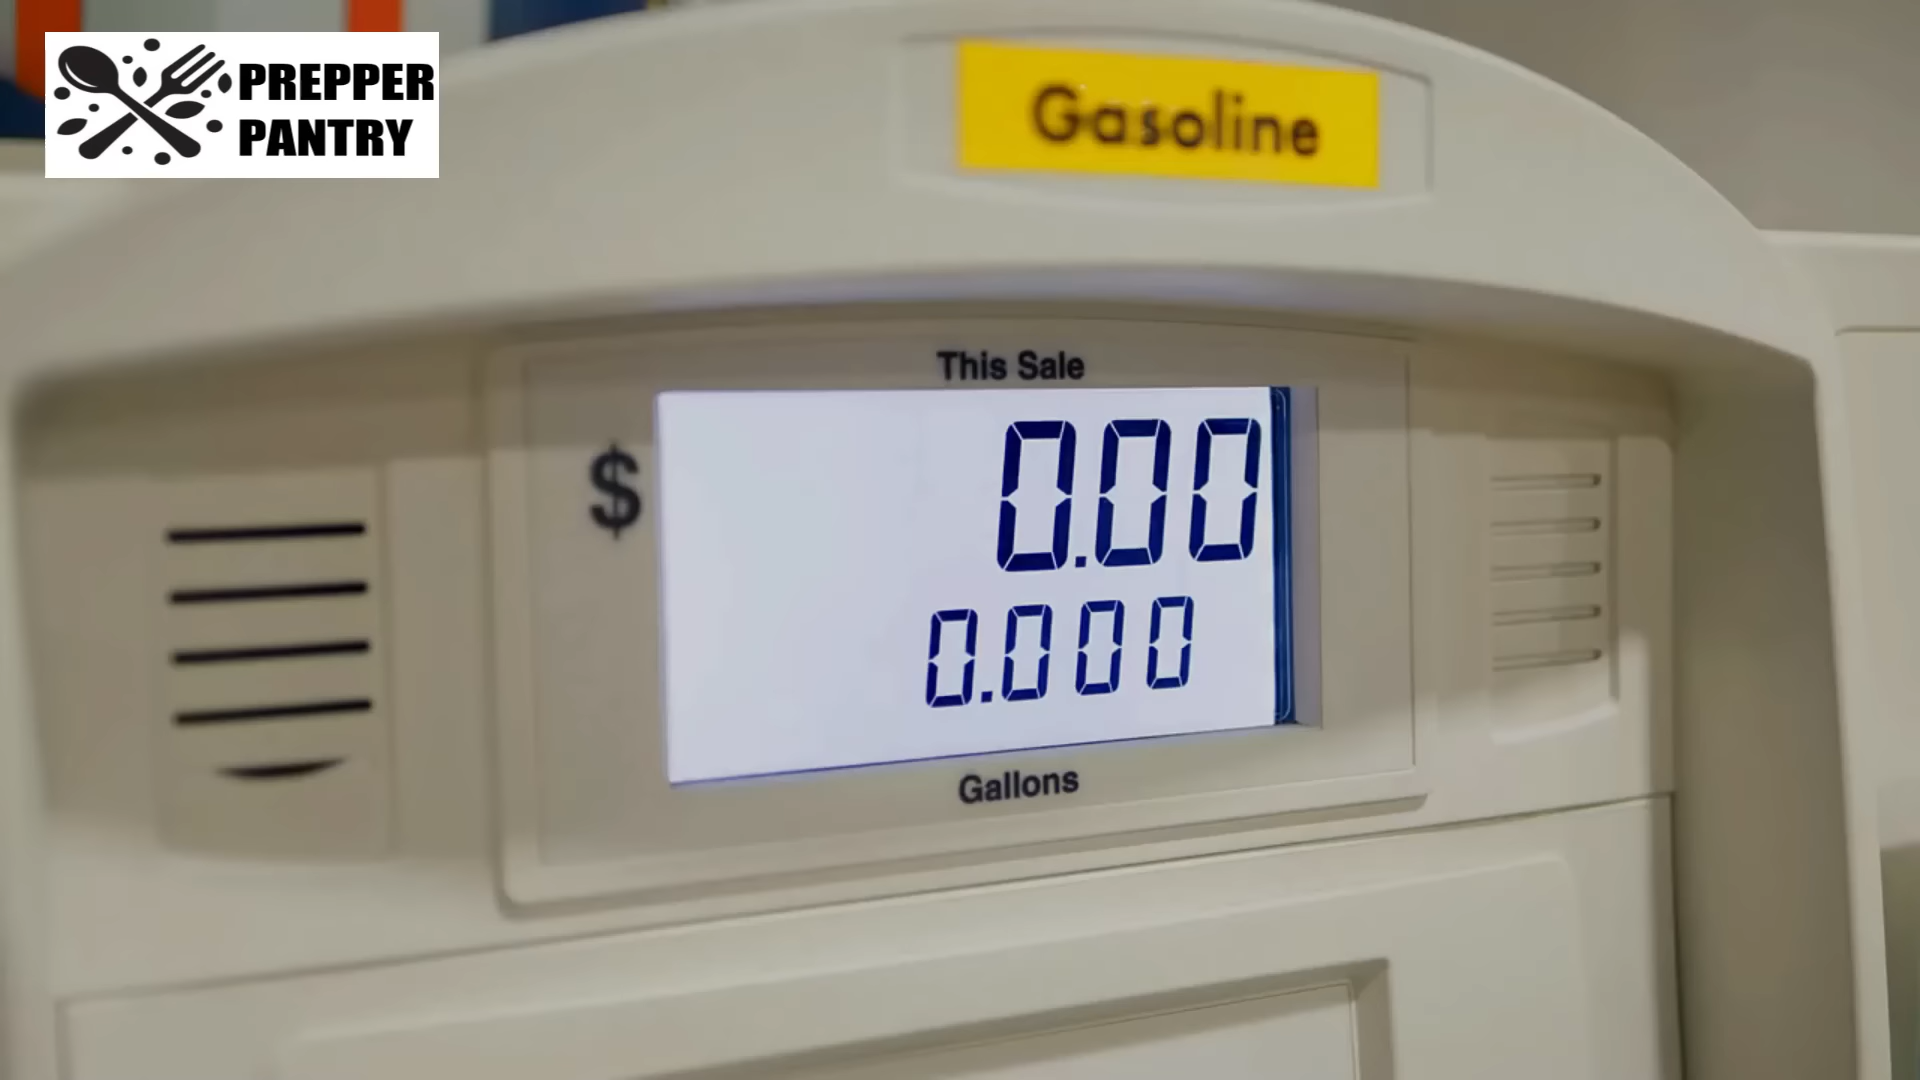 PREPPER
PANTRY
Gasoline
This Sale
$ 0.00
0.000
Gallons